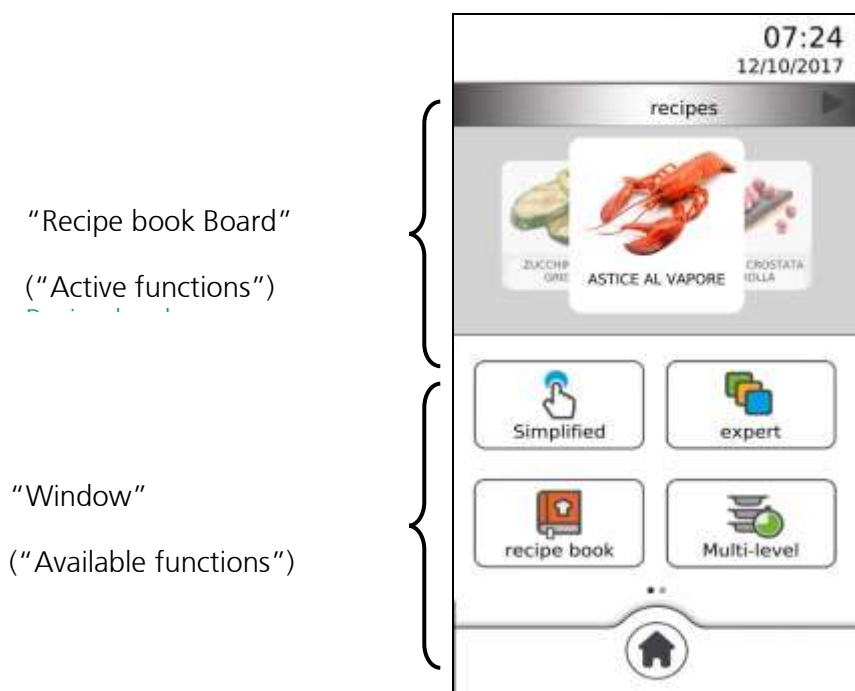 07:24
12/10/2017
recipes
"Recipe book Board"
("Active functions")
ASTICE AL VAPORE
CROSTATA
Simplified
expert
"Window"
("Available functions")
recipe book
Multi-level